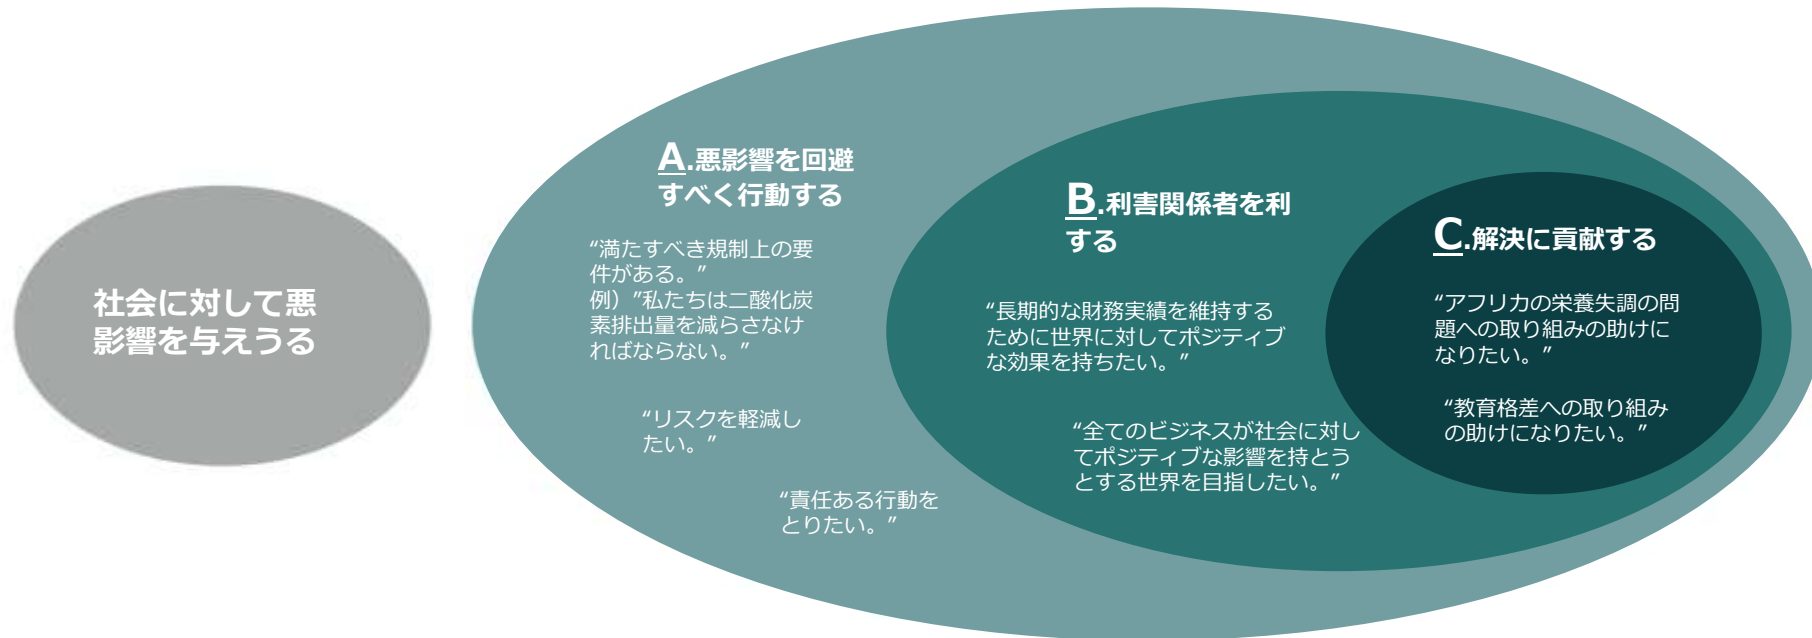 社会に対して悪
影響を与えうる
A.悪影響を回避
すべく行動する
“満たすべき規制上の要
件がある。”
例）”私たちは二酸化炭
素排出量を減らさなけ
ればならない。”
“リスクを軽減し
たい。”
“責任ある行動を
とりたい。”
B.利害関係者を利
する
“長期的な財務実績を維持する
ために世界に対してポジティブ
な効果を持ちたい。”
“全てのビジネスが社会に対し
てポジティブな影響を持とう
とする世界を目指したい。”
C.解決に貢献する
“アフリカの栄養失調の問
題への取り組みの助けに
なりたい。”
“教育格差への取り組み
の助けになりたい。”